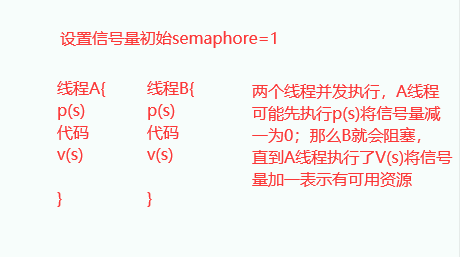 设置信号量初始semaphore=1
线程A{
p(s)
代码
v(s)
}
线程B{
p(s)
代码
v(s)
}
两个线程并发执行，A线程
可能先执行p(s)将信号量减
一为0；那么B就会阻塞，
直到A线程执行了V(s)将信号
量加一表示有可用资源